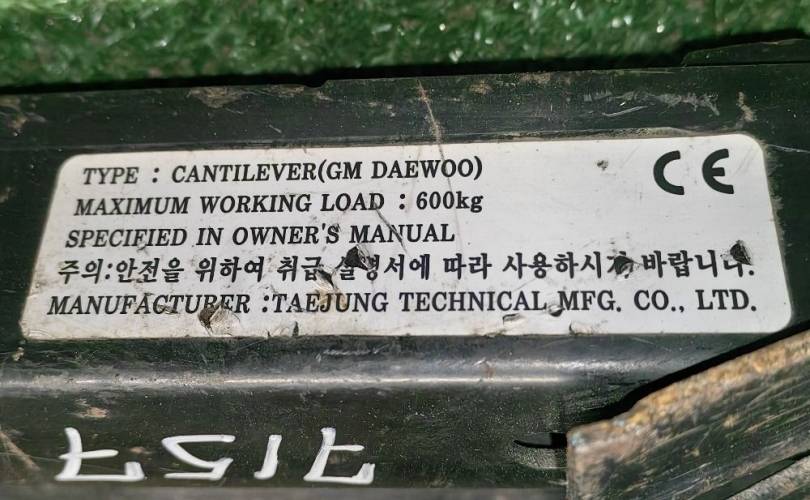 TYPE : CANTILEVER(GM DAEWOO)
CE
MAXIMUM WORKING LOAD : 600kg
SPECIFIED IN OWNER'S MANUAL
주의:안전을 위하여 취급 설명서에 따라 사용하시기 바랍니다.
MANUFACTURER :TAEJUNG TECHNICAL MFG. CO., LTD.